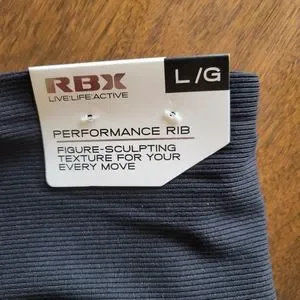 RBX
L/G
LIVE:LIFE:ACTIVE
PERFORMANCE RIB
FIGURE-SCULPTING
TEXTURE FOR YOUR
EVERY MOVE